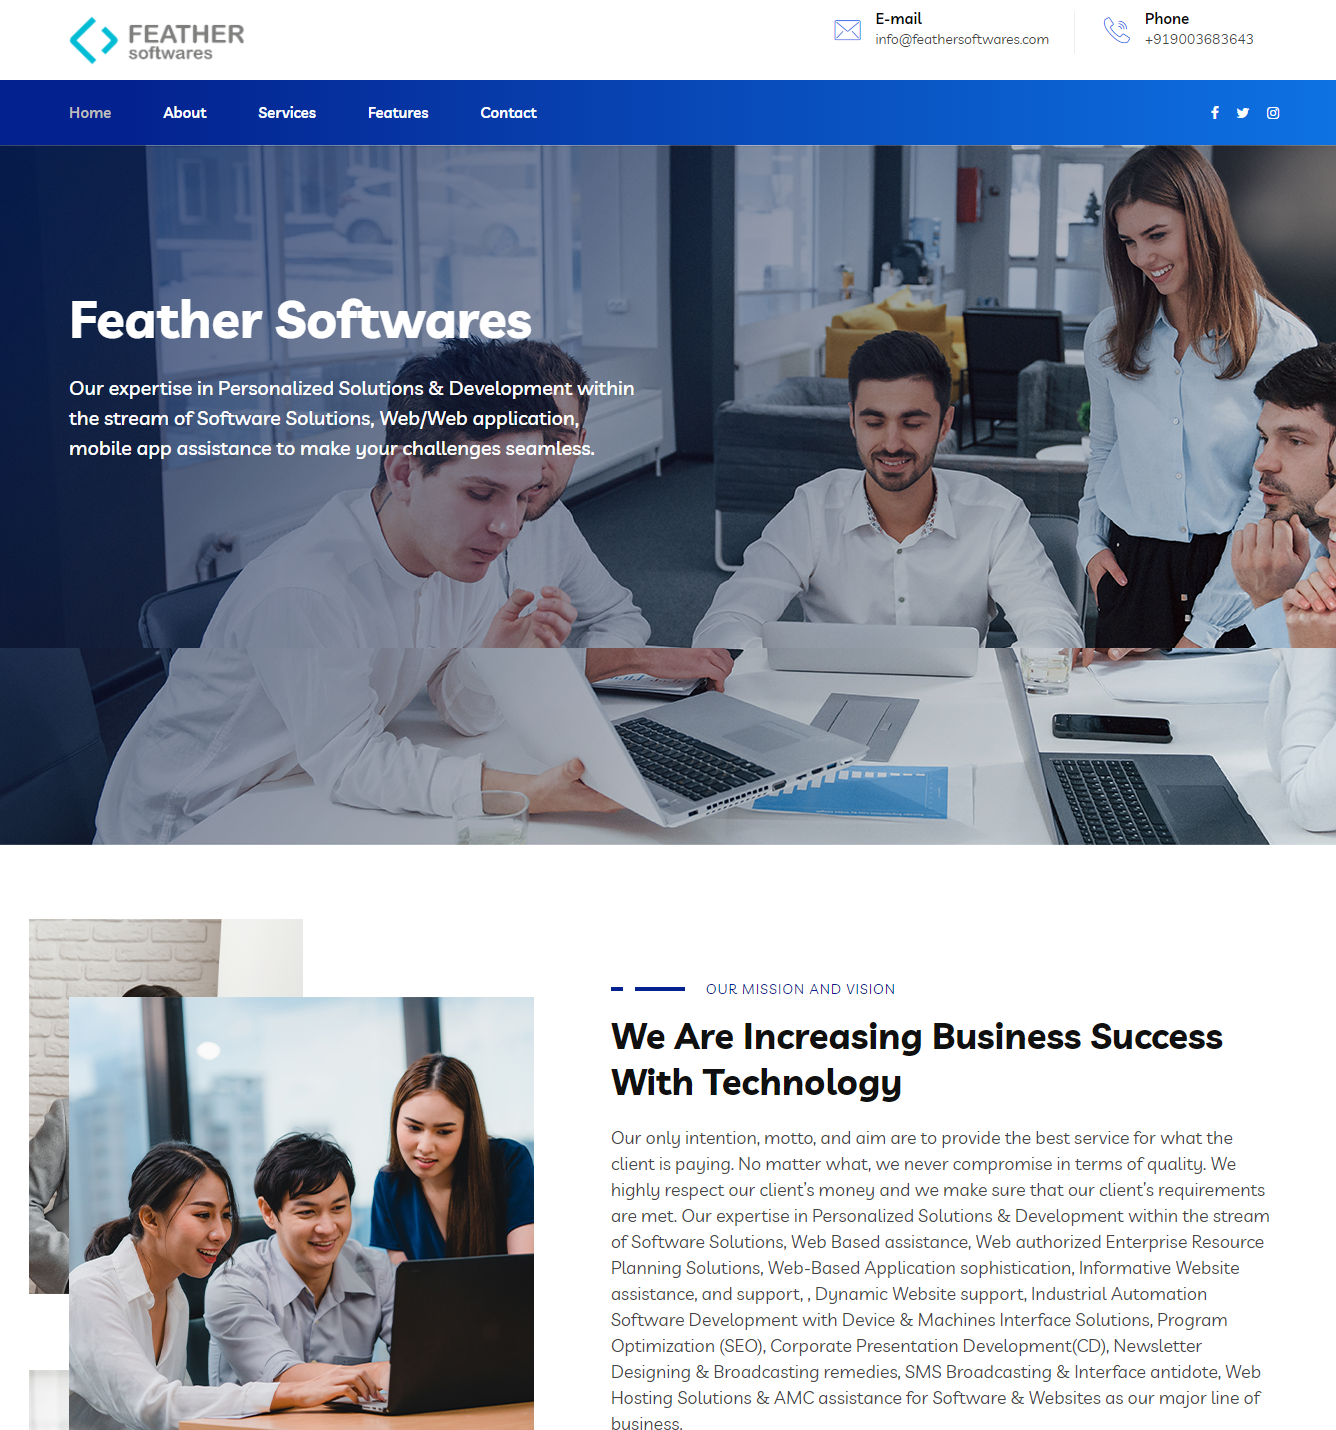 FEATHER
softwares
E-mail
info@feathersoftwares.com
Phone
+919003683643
Home About Services Features Contact
Feather Softwares
Our expertise in Personalized Solutions & Development within
the stream of Software Solutions, Web/Web application,
mobile app assistance to make your challenges seamless.
OUR MISSION AND VISION
We Are Increasing Business Success
With Technology
Our only intention, motto, and aim are to provide the best service for what the
client is paying. No matter what, we never compromise in terms of quality. We
highly respect our client's money and we make sure that our client's requirements
are met. Our expertise in Personalized Solutions & Development within the stream
of Software Solutions, Web Based assistance, Web authorized Enterprise Resource
Planning Solutions, Web-Based Application sophistication, Informative Website
assistance, and support, , Dynamic Website support, Industrial Automation
Software Development with Device & Machines Interface Solutions, Program
Optimization (SEO), Corporate Presentation Development(CD), Newsletter
Designing & Broadcasting remedies, SMS Broadcasting & Interface antidote, Web
Hosting Solutions & AMC assistance for Software & Websites as our major line of
business.